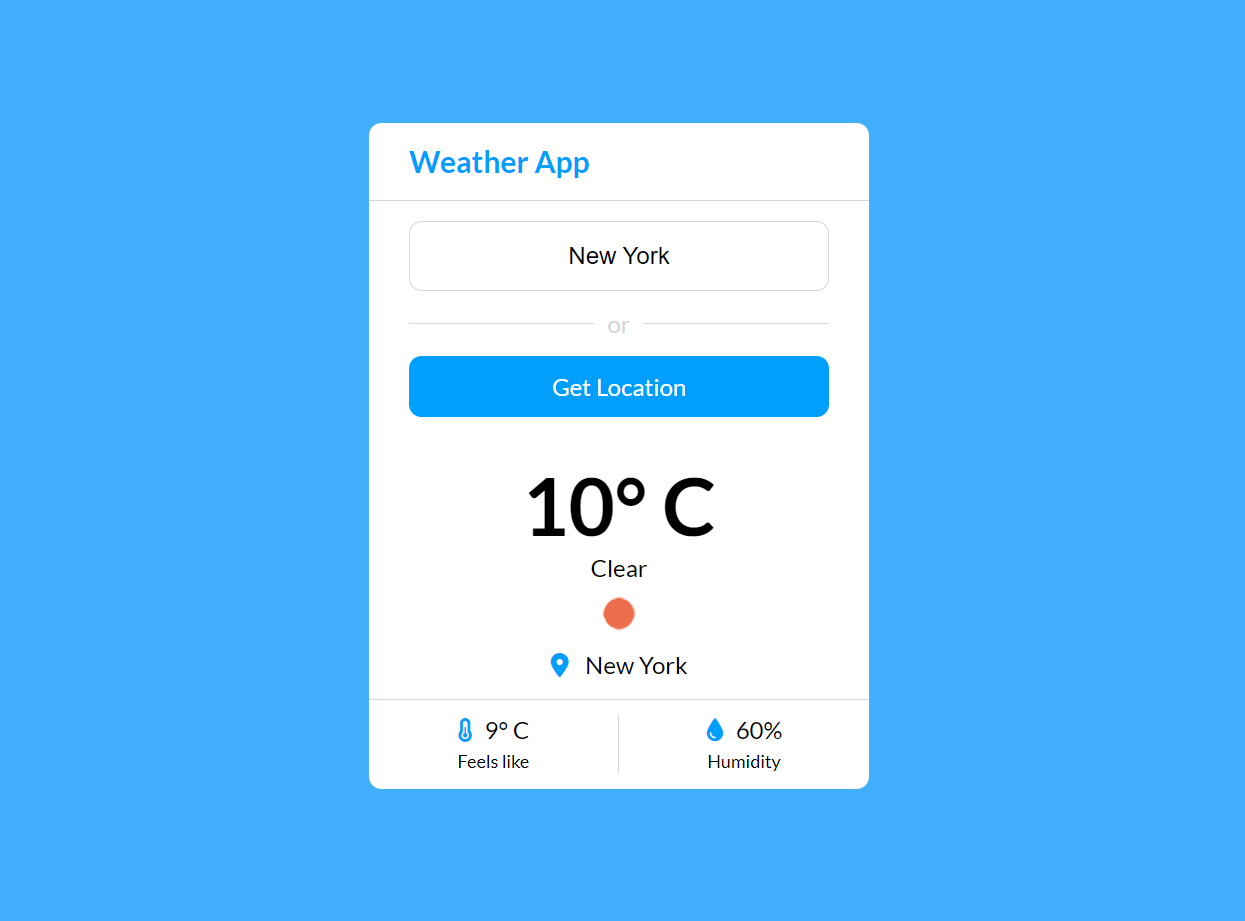 Weather App
New York
or
Get Location
10° C
Clear
New York
9° C
Feels like
60%
Humidity